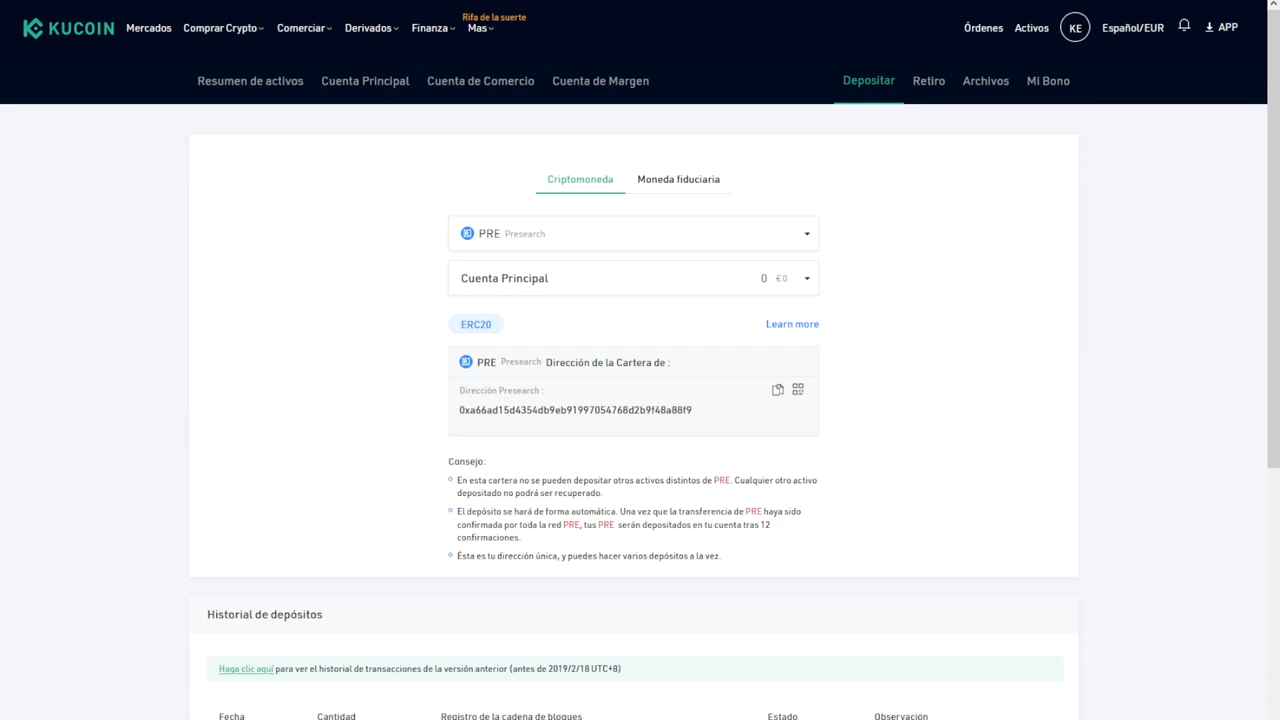 Rifa de la suerte
KUCOIN Mercados Comprar Crypto Comerciar Derivados Finanza Mas Órdenes Activos KE Español/EUR APP
Resumen de activos Cuenta Principal Cuenta de Comercio Cuenta de Margen Depositar Retiro Archivos Mi Bono
Criptomoneda Moneda fiduciaria
PRE Presearch
Cuenta Principal 0 €0
ERC20 Learn more
PRE Presearch Dirección de la Cartera de :
Dirección Presearch :
0xa66ad15d4354db9eb91997054768d2b9f48a88f9
Consejo:
En esta cartera no se pueden depositar otros activos distintos de PRE. Cualquier otro activo
depositado no podrá ser recuperado.
El depósito se hará de forma automática. Una vez que la transferencia de PRE haya sido
confirmada por toda la red PRE, tus PRE serán depositados en tu cuenta tras 12
confirmaciones.
Ésta es tu dirección única, y puedes hacer varios depósitos a la vez.
Historial de depósitos
Haga clic aquí para ver el historial de transacciones de la versión anterior (antes de 2019/2/18 UTC+8)
Fecha Cantidad Registro de la cadena de bloques Estado Observación